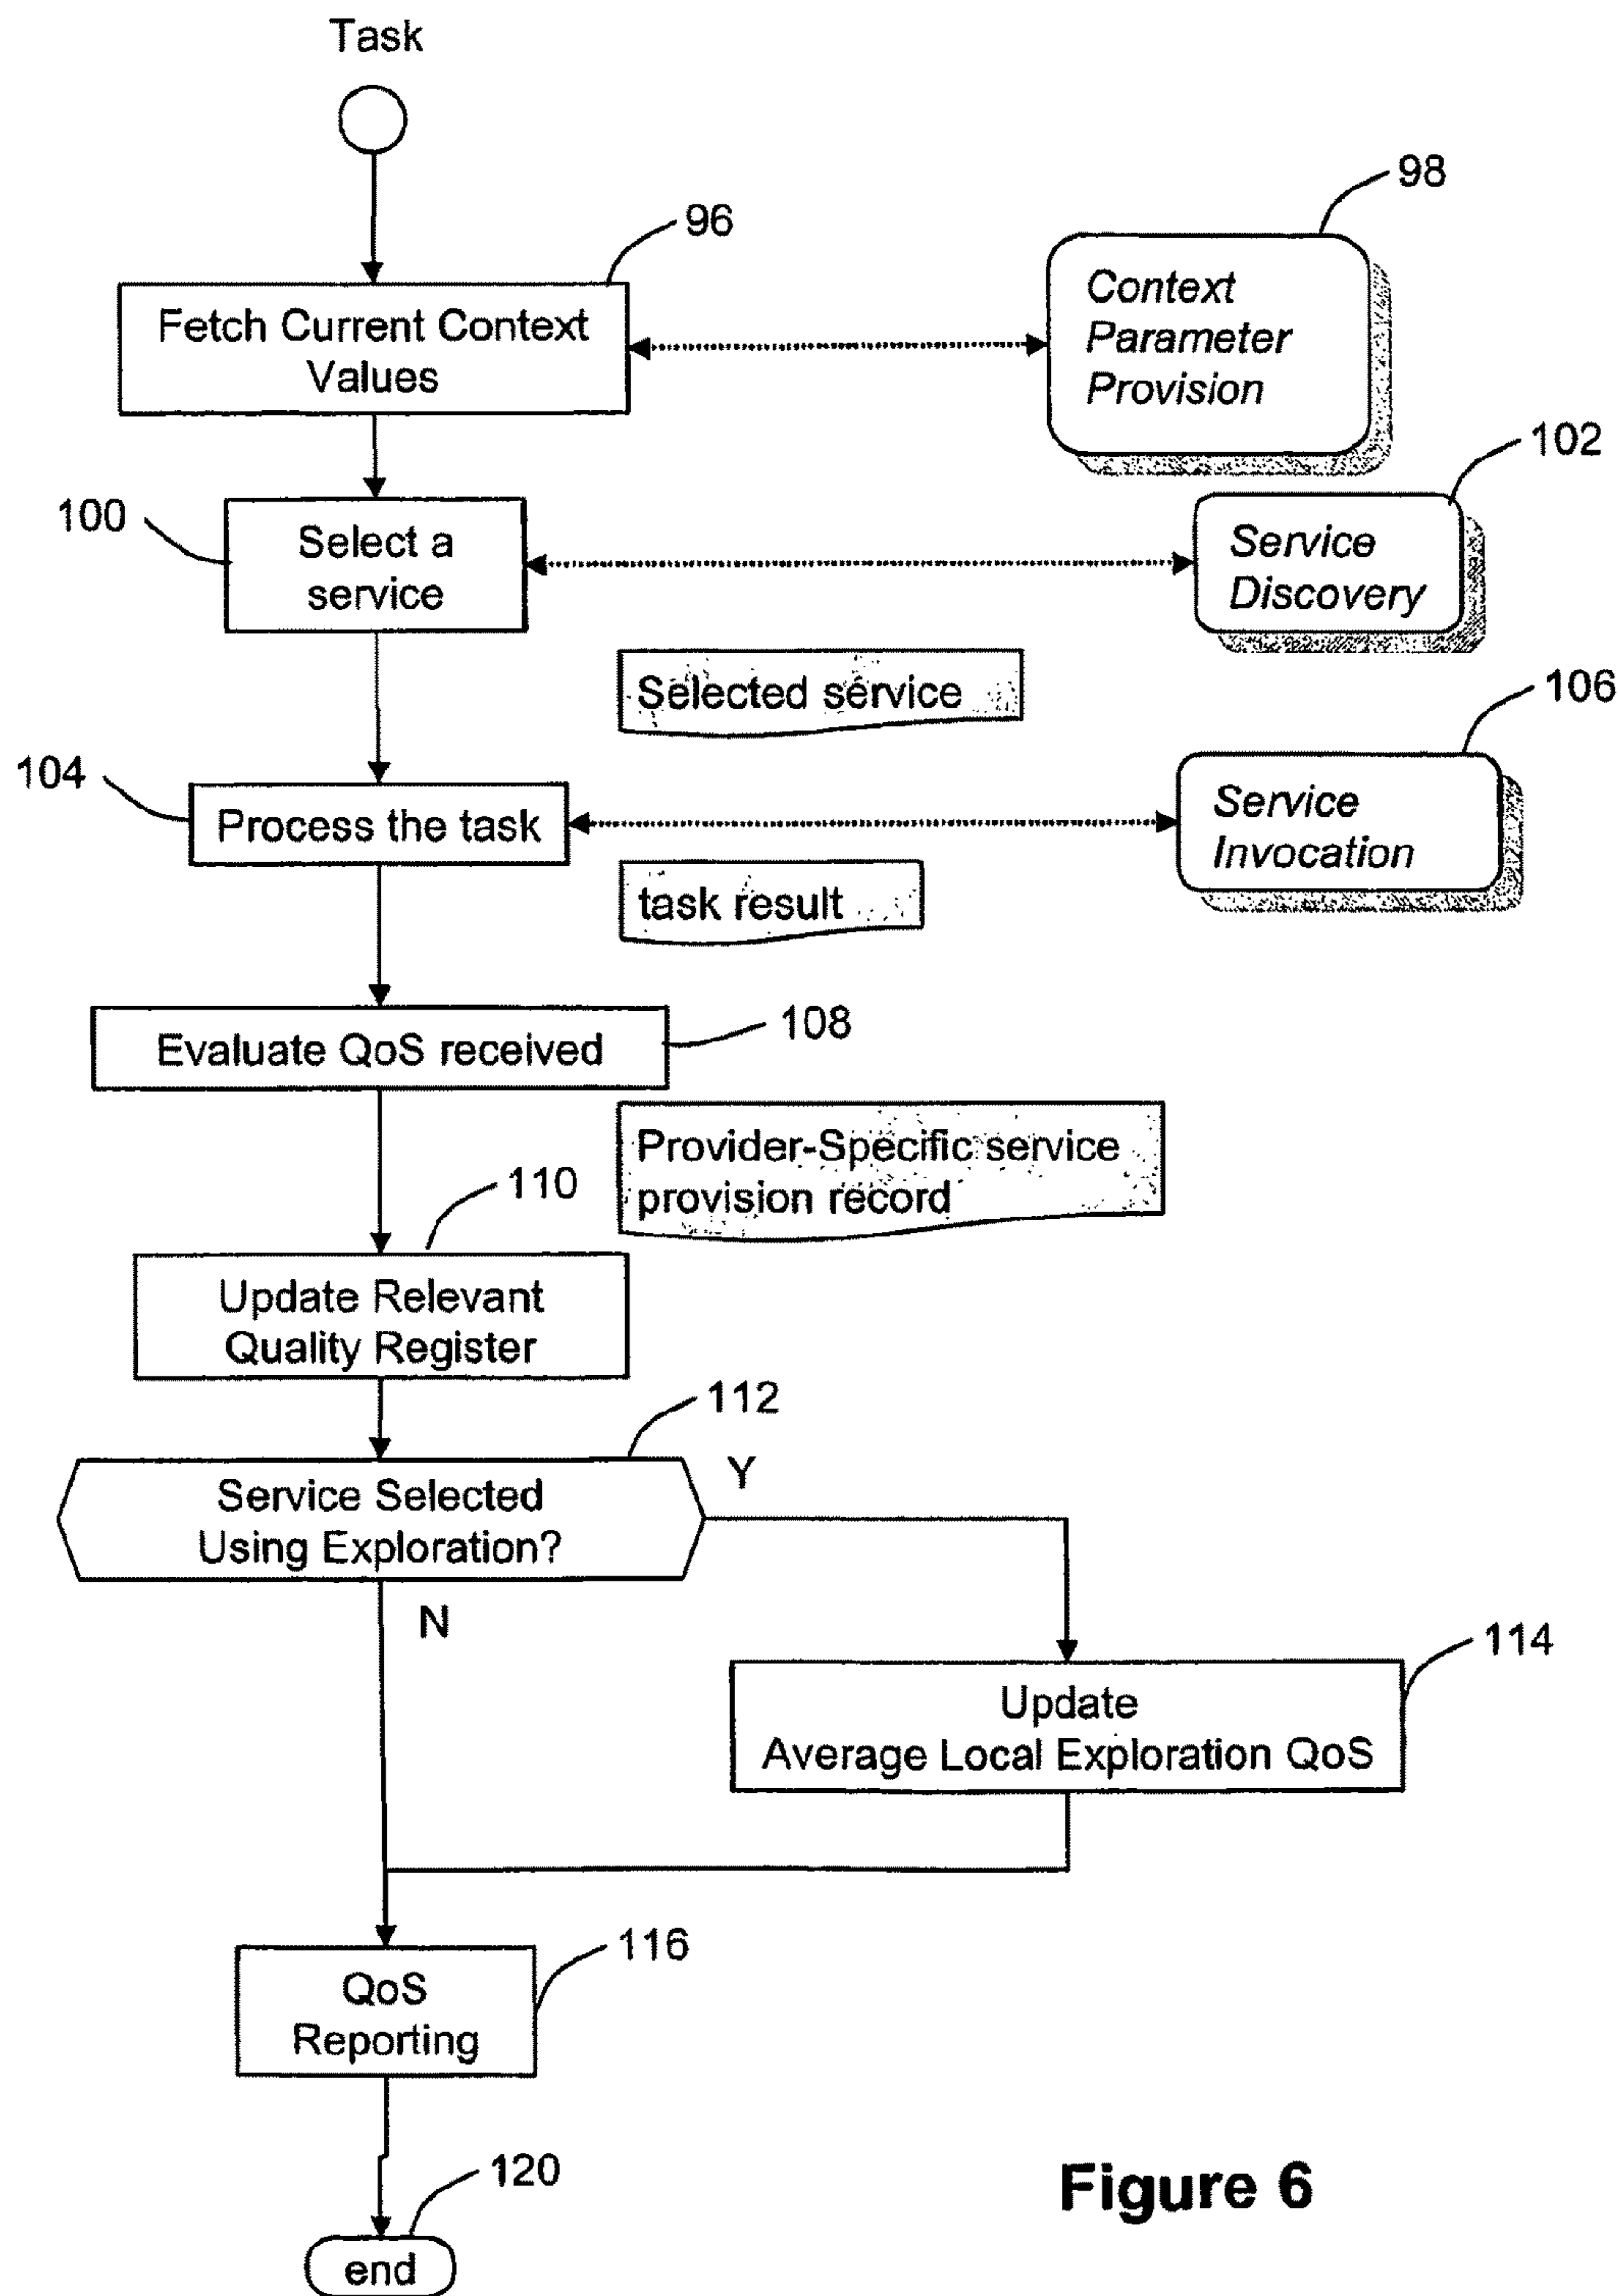 Task
96
98
Fetch Current Context
Values
Context
Parameter
Provision
100
Select a
service
102
Service
Discovery
Selected service
104
Process the task
106
Service
Invocation
task result
Evaluate QoS received
108
Provider-Specific service
provision record
110
Update Relevant
Quality Register
112
Service Selected
Using Exploration?
Y
N
114
Update
Average Local Exploration QoS
116
QoS
Reporting
120
end
Figure 6